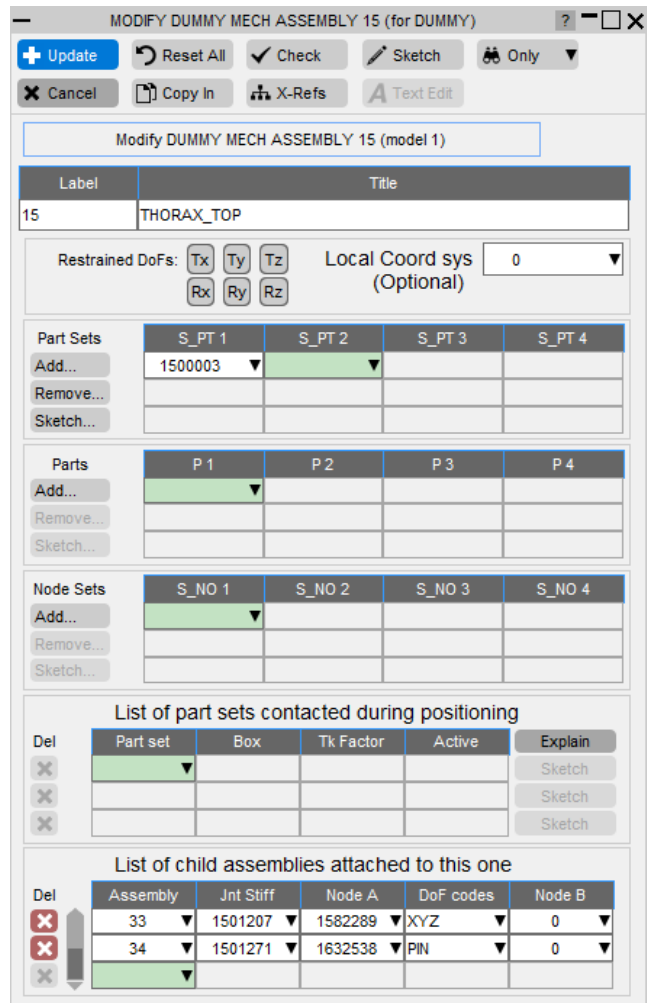 MODIFY DUMMY MECH ASSEMBLY 15 (for DUMMY) ?
Update Reset All Check Sketch Only
Cancel Copy In X-Refs Text Edit
Modify DUMMY MECH ASSEMBLY 15 (model 1)
Label Title
15 THORAX_TOP
Restrained DoFs: Tx Ty Tz Local Coord sys 0
Rx Ry Rz (Optional)
Part Sets S_PT 1 S_PT 2 S_PT 3 S_PT 4
Add... 1500003
Remove...
Sketch...
Parts P 1 P 2 P 3 P 4
Add...
Remove...
Sketch...
Node Sets S_NO 1 S_NO 2 S_NO 3 S_NO 4
Add...
Remove...
Sketch...
List of part sets contacted during positioning
Del Part set Box Tk Factor Active Explain
Sketch
Sketch
Sketch
List of child assemblies attached to this one
Del Assembly Jnt Stiff Node A DoF codes Node B
33 1501207 1582289 XYZ 0
34 1501271 1632538 PIN 0